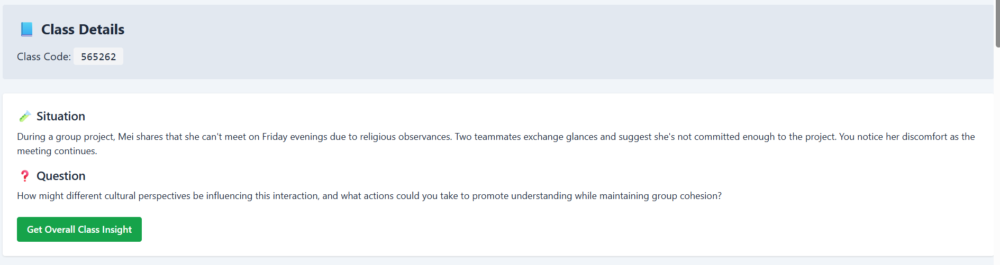 Class Details
Class Code: 565262
Situation
During a group project, Mei shares that she can't meet on Friday evenings due to religious observances. Two teammates exchange glances and suggest she's not committed enough to the project. You notice her discomfort as the
meeting continues.
Question
How might different cultural perspectives be influencing this interaction, and what actions could you take to promote understanding while maintaining group cohesion?
Get Overall Class Insight